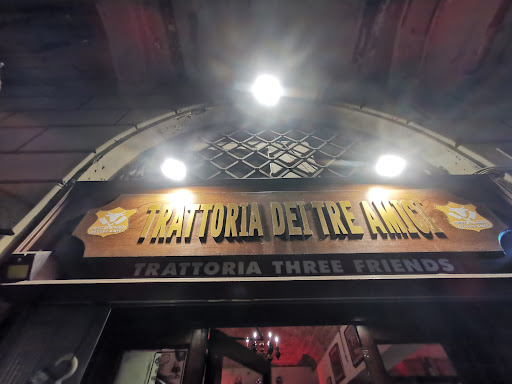 TRATTORIA DEI TRE AMICI
TRATTORIA THREE FRIENDS